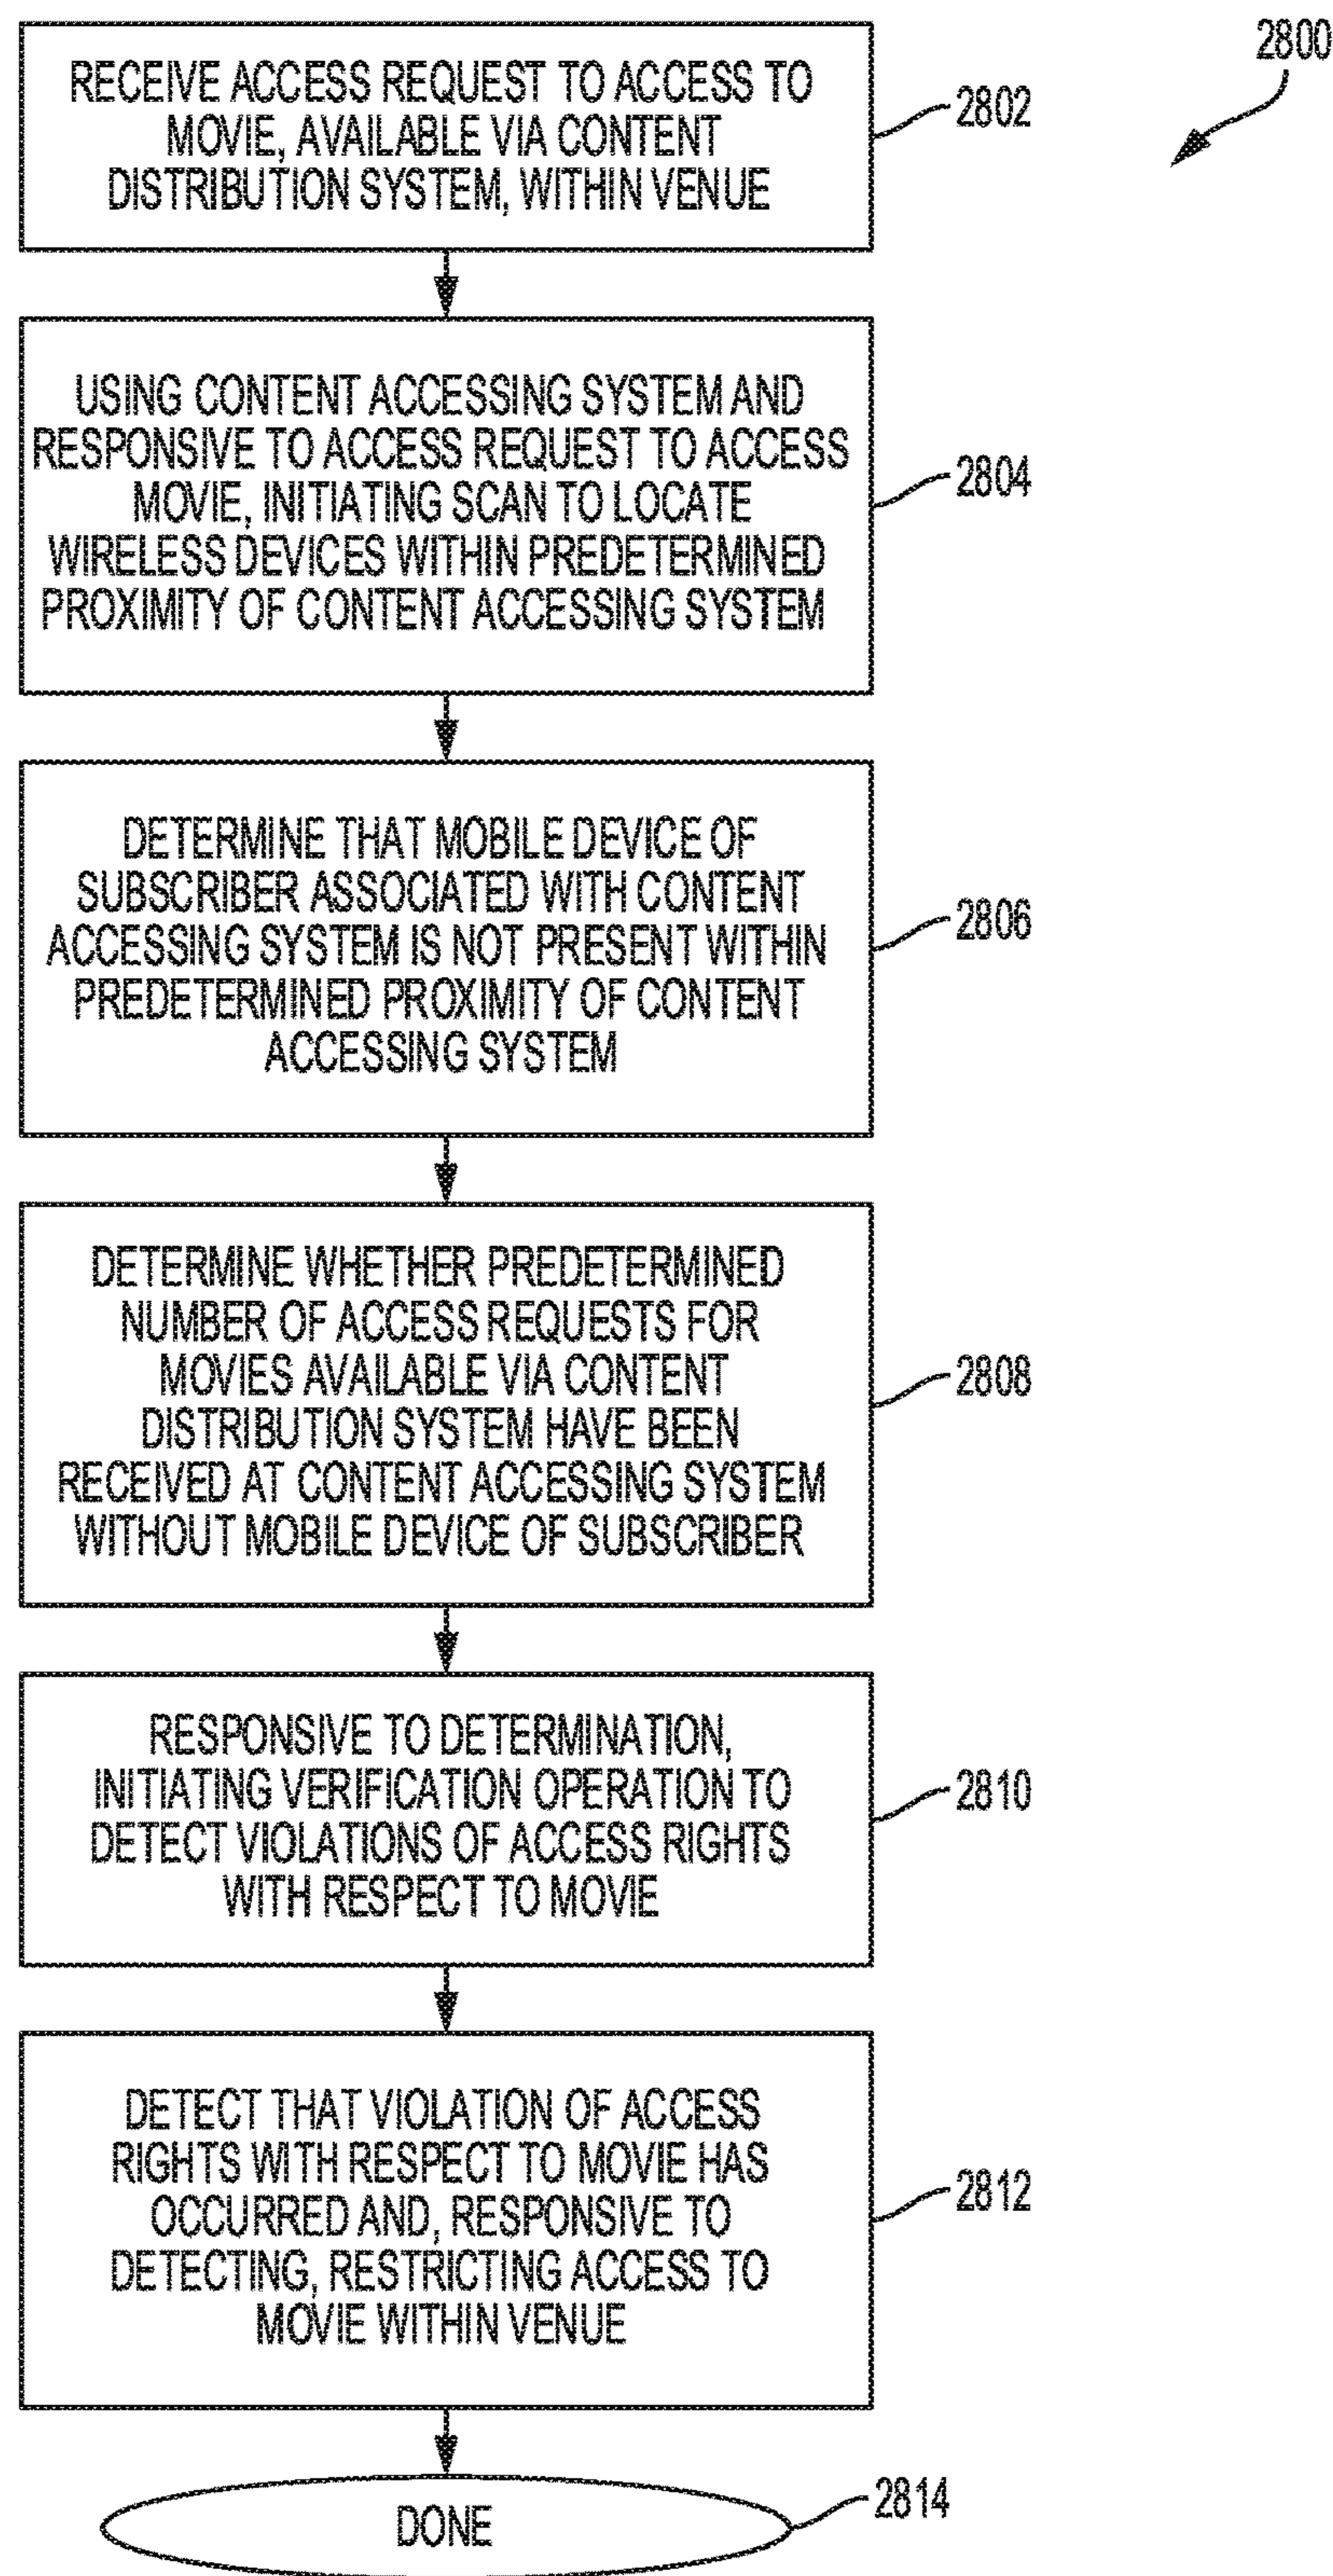 2800
RECEIVE ACCESS REQUEST TO ACCESS TO
MOVIE, AVAILABLE VIA CONTENT
DISTRIBUTION SYSTEM, WITHIN VENUE
2802
USING CONTENT ACCESSING SYSTEM AND
RESPONSIVE TO ACCESS REQUEST TO ACCESS
MOVIE, INITIATING SCAN TO LOCATE
WIRELESS DEVICES WITHIN PREDETERMINED
PROXIMITY OF CONTENT ACCESSING SYSTEM
2804
DETERMINE THAT MOBILE DEVICE OF
SUBSCRIBER ASSOCIATED WITH CONTENT
ACCESSING SYSTEM IS NOT PRESENT WITHIN
PREDETERMINED PROXIMITY OF CONTENT
ACCESSING SYSTEM
2806
DETERMINE WHETHER PREDETERMINED
NUMBER OF ACCESS REQUESTS FOR
MOVIES AVAILABLE VIA CONTENT
DISTRIBUTION SYSTEM HAVE BEEN
RECEIVED AT CONTENT ACCESSING SYSTEM
WITHOUT MOBILE DEVICE OF SUBSCRIBER
2808
RESPONSIVE TO DETERMINATION,
INITIATING VERIFICATION OPERATION TO
DETECT VIOLATIONS OF ACCESS RIGHTS
WITH RESPECT TO MOVIE
2810
DETECT THAT VIOLATION OF ACCESS
RIGHTS WITH RESPECT TO MOVIE HAS
OCCURRED AND, RESPONSIVE TO
DETECTING, RESTRICTING ACCESS TO
MOVIE WITHIN VENUE
2812
DONE
2814